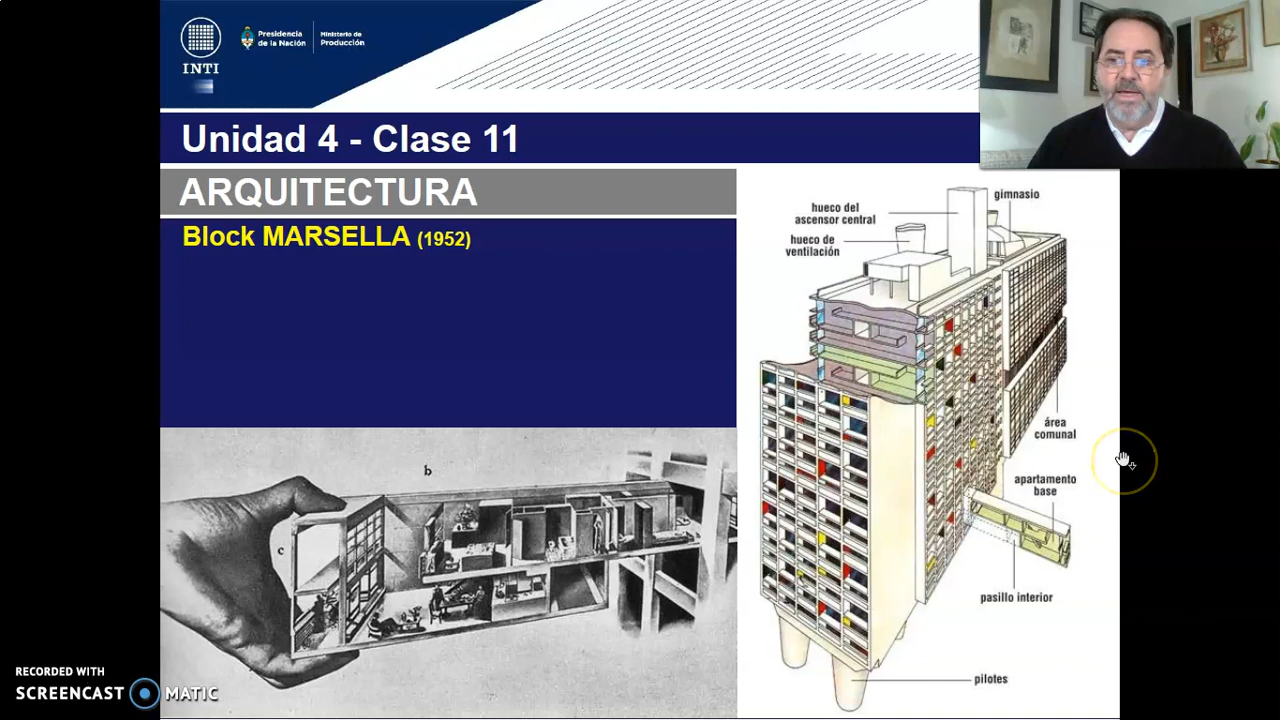 INTI
Presidencia
de la Nación
Ministerio de
Producción
Unidad 4 - Clase 11
ARQUITECTURA
Block MARSELLA (1952)
b
c
hueco del
ascensor central
gimnasio
hueco de
ventilación
área
comunal
apartamento
base
pasillo interior
pilotes
RECORDED WITH
SCREENCAST MATIC